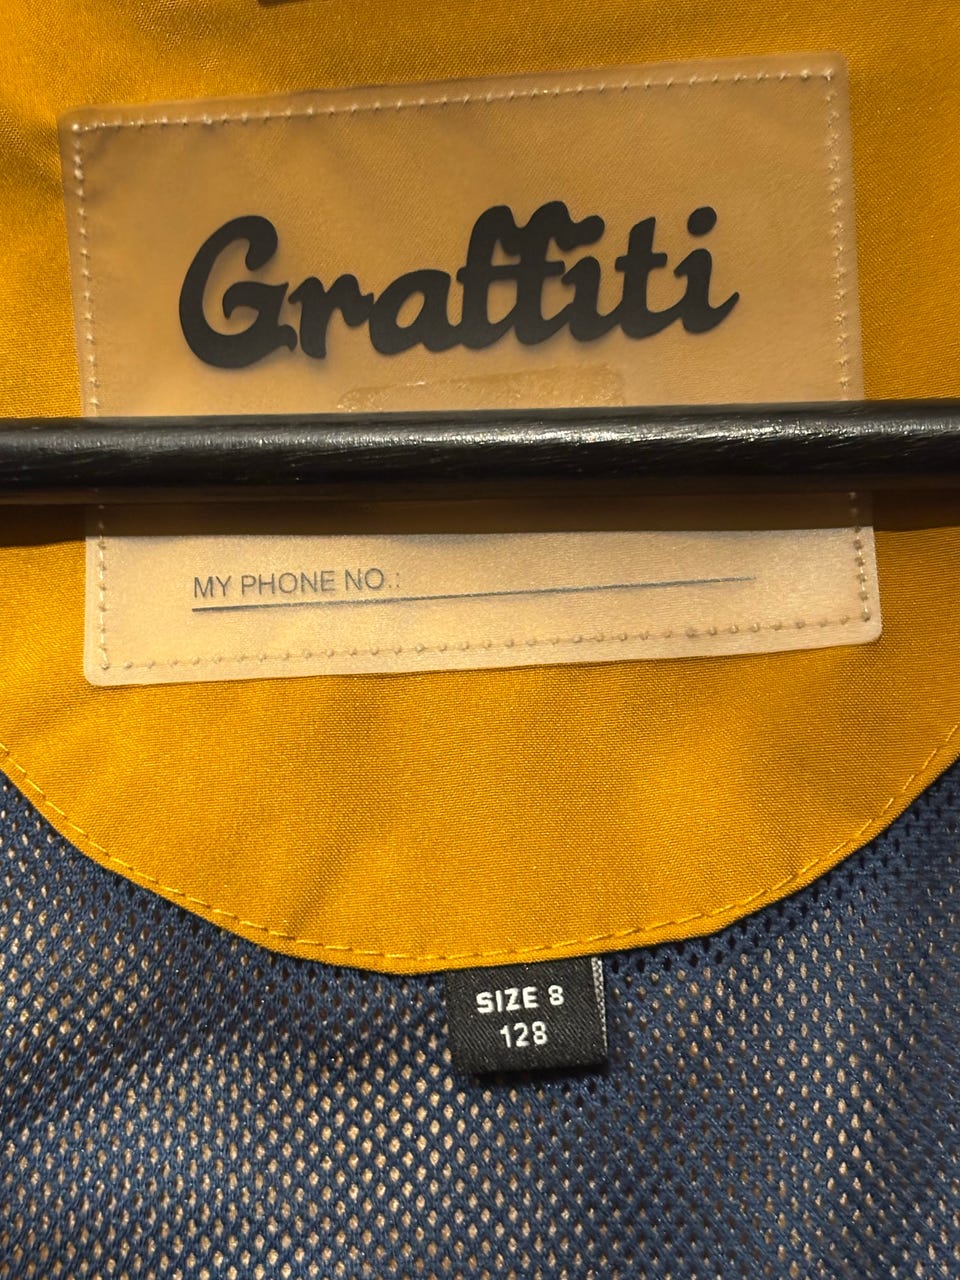 Graffiti
MY PHONE NO.:
SIZE 8
128